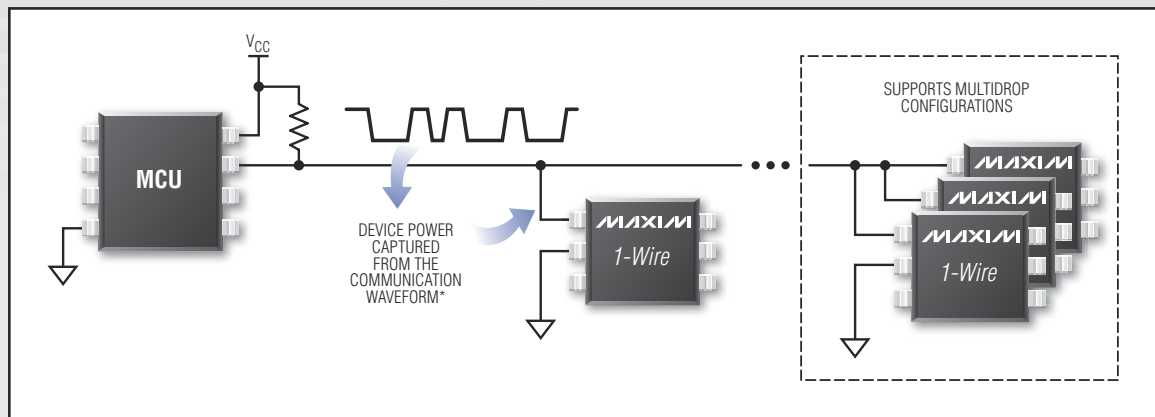 VCC
MCU
DEVICE POWER
CAPTURED
FROM THE
COMMUNICATION
WAVEFORM*
MAXIM
1-Wire
SUPPORTS MULTIDROP
CONFIGURATIONS
MAXIM
MAXIM
MAXIM
1-Wire